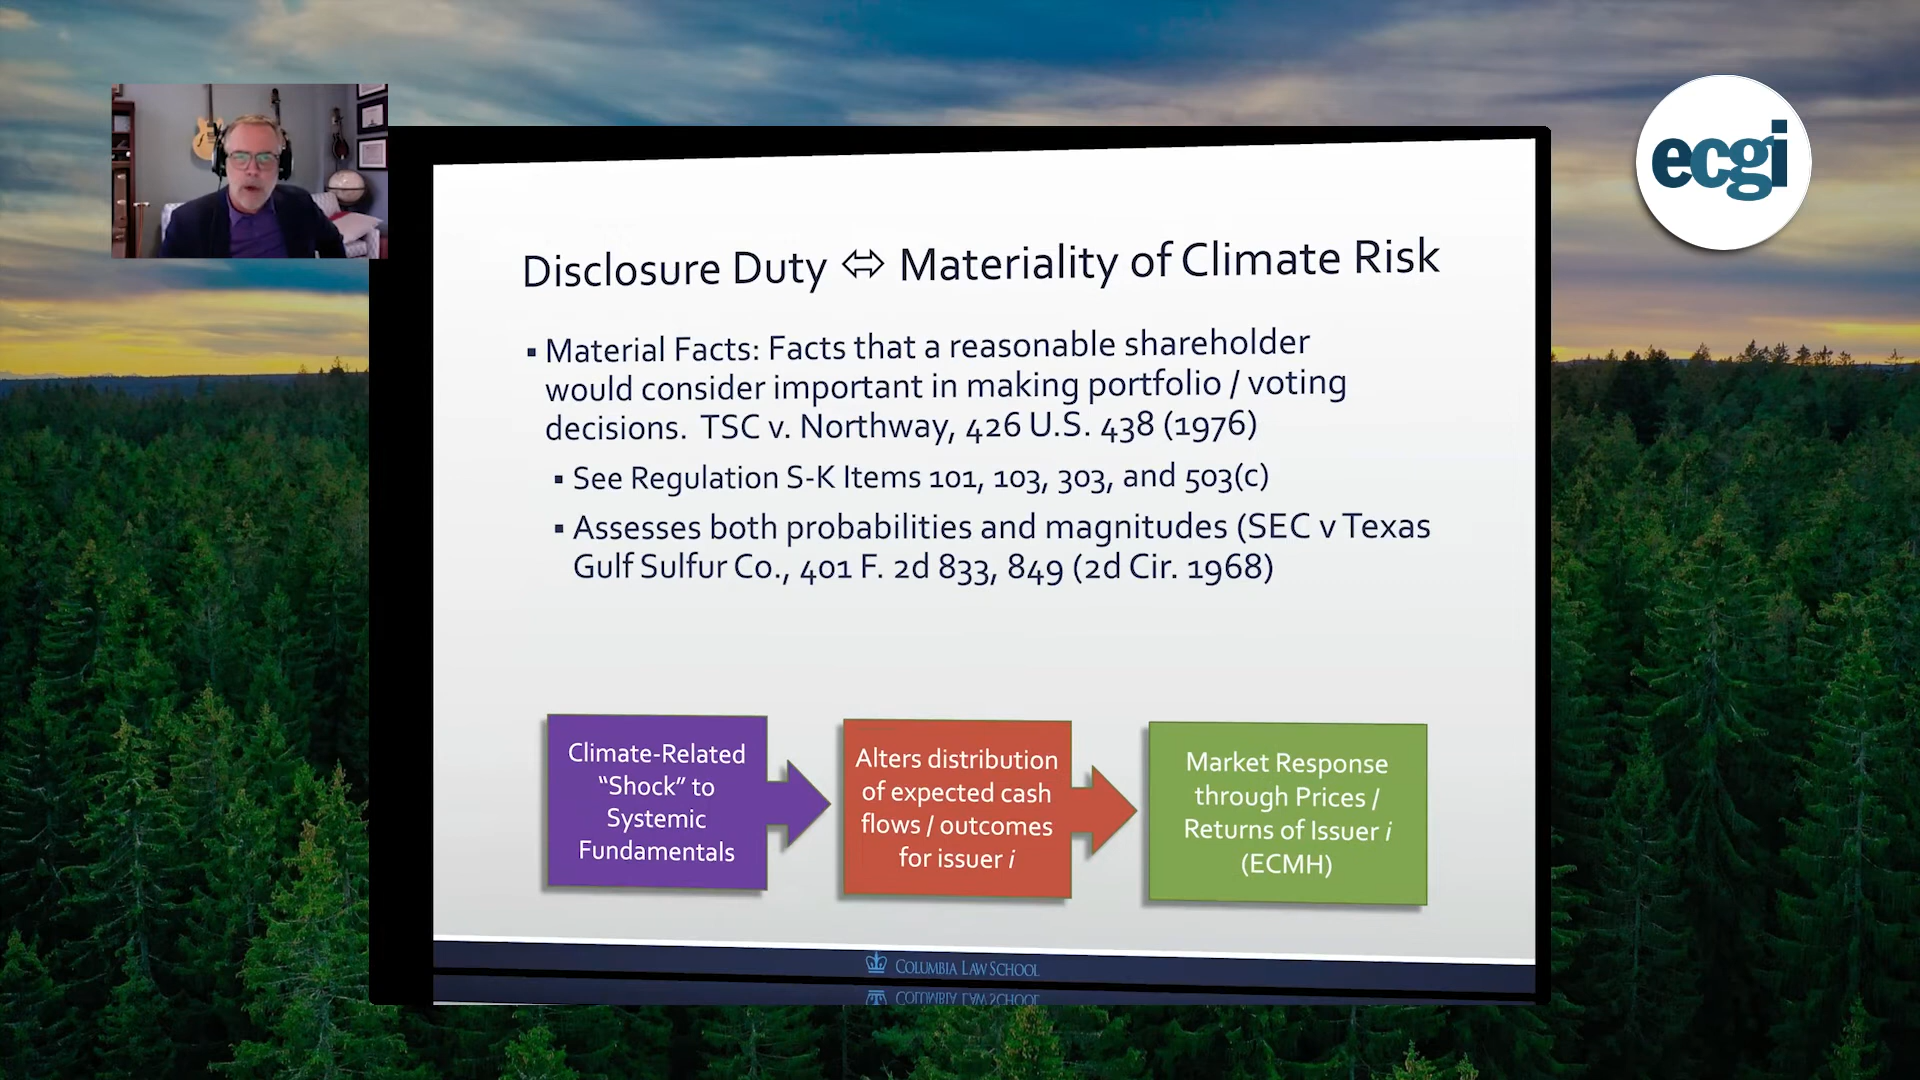 ecgi
Disclosure Duty ⇔ Materiality of Climate Risk
▪ Material Facts: Facts that a reasonable shareholder
would consider important in making portfolio / voting
decisions. TSC v. Northway, 426 U.S. 438 (1976)
▪ See Regulation S-K Items 101, 103, 303, and 503(c)
▪ Assesses both probabilities and magnitudes (SEC v Texas
Gulf Sulfur Co., 401 F. 2d 833, 849 (2d Cir. 1968)
Climate-Related
“Shock” to
Systemic
Fundamentals
Alters distribution
of expected cash
flows / outcomes
for issuer i
Market Response
through Prices /
Returns of Issuer i
(ECMH)
COLUMBIA LAW SCHOOL